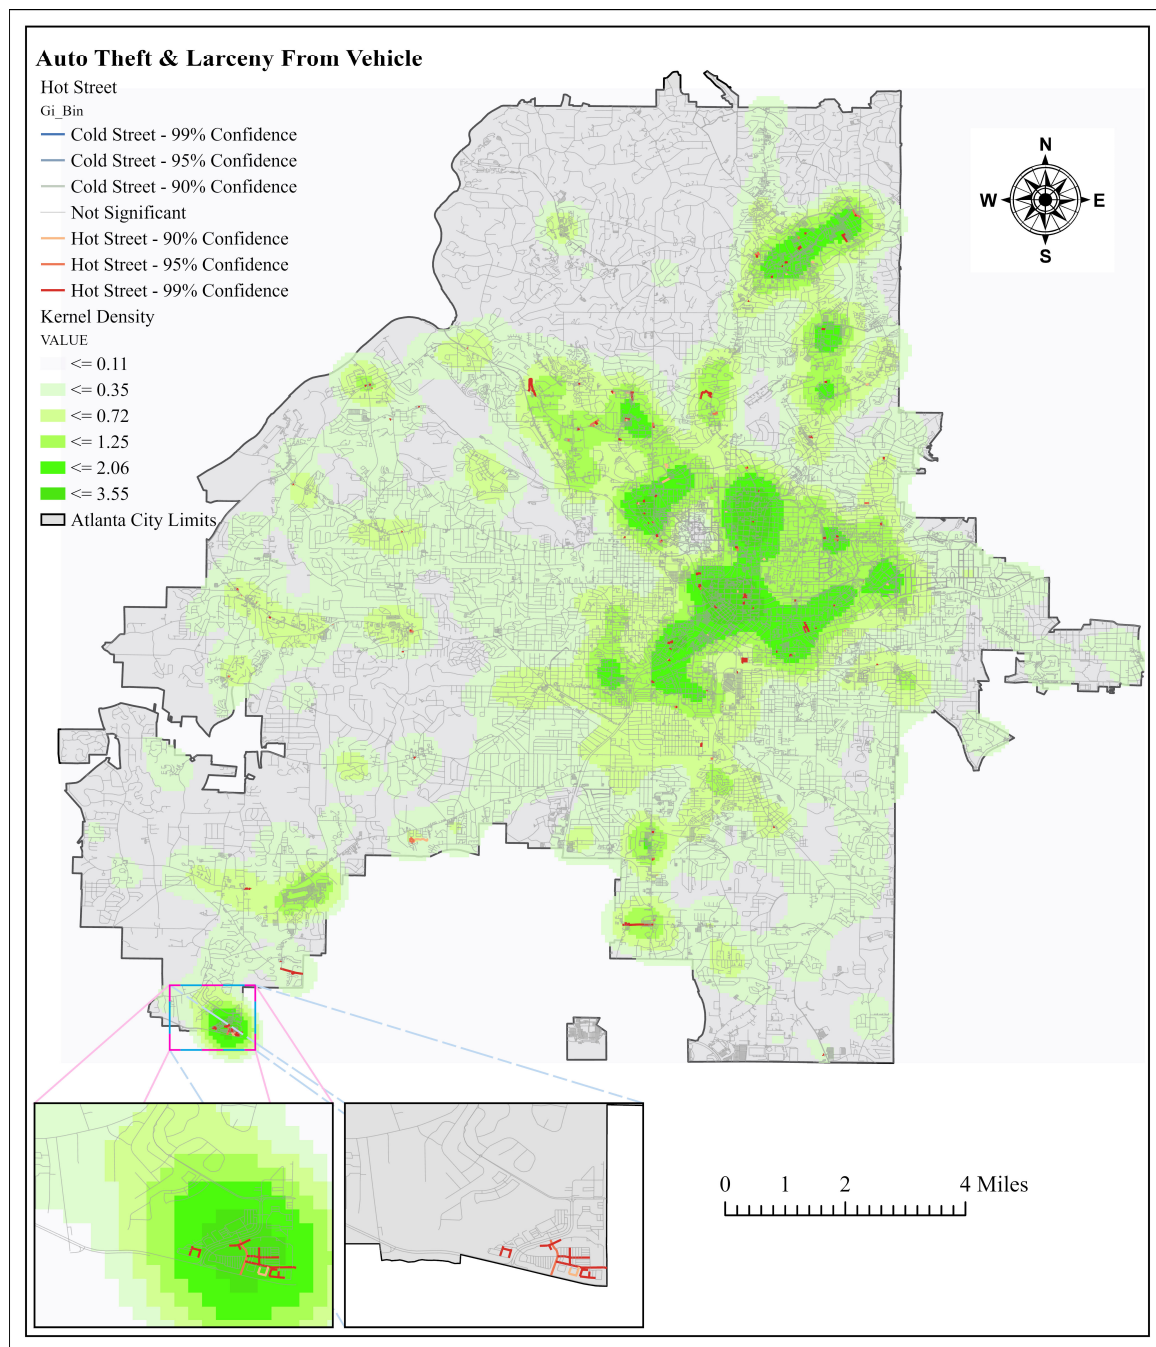 Auto Theft & Larceny From Vehicle
Hot Street
Gi_Bin
Cold Street - 99% Confidence
Cold Street - 95% Confidence
Cold Street - 90% Confidence
Not Significant
Hot Street - 90% Confidence
Hot Street - 95% Confidence
Hot Street - 99% Confidence
Kernel Density
VALUE
<= 0.11
<= 0.35
<= 0.72
<= 1.25
<= 2.06
<= 3.55
Atlanta City Limits
N
W E
S
0 1 2 4 Miles